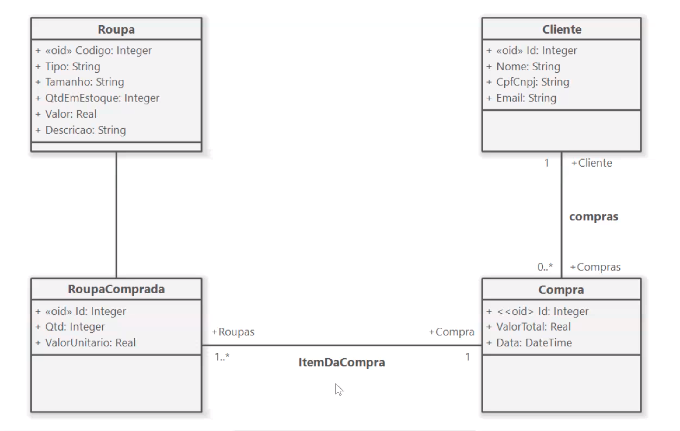 Roupa
+ «oid» Codigo: Integer
+ Tipo: String
+ Tamanho: String
+ QtdEmEstoque: Integer
+ Valor: Real
+ Descricao: String
Cliente
+ «oid» Id: Integer
+ Nome: String
+ CpfCnpj: String
+ Email: String
1 +Cliente
compras
0..* +Compras
RoupaComprada
+ «oid» Id: Integer
+ Qtd: Integer
+ ValorUnitario: Real
+Roupas +Compra
1..* 1
ItemDaCompra
Compra
+ <<oid> Id: Integer
+ ValorTotal: Real
+ Data: DateTime